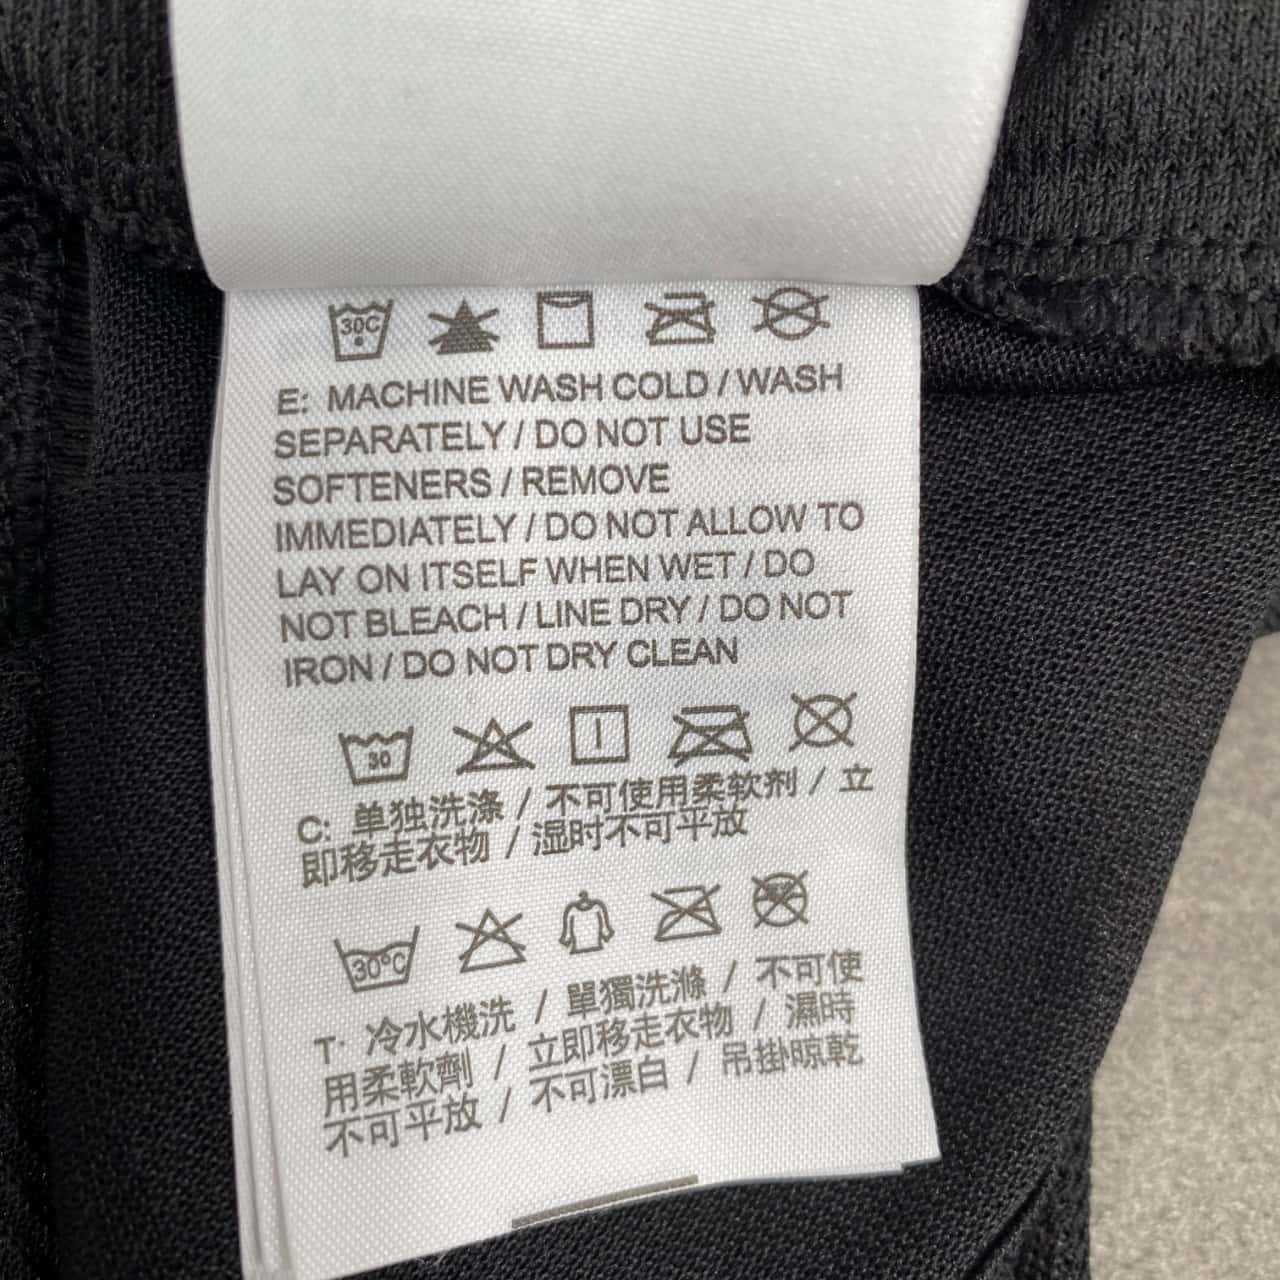 30C
E: MACHINE WASH COLD / WASH
SEPARATELY / DO NOT USE
SOFTENERS / REMOVE
IMMEDIATELY / DO NOT ALLOW TO
LAY ON ITSELF WHEN WET / DO
NOT BLEACH / LINE DRY / DO NOT
IRON / DO NOT DRY CLEAN
30
C: 单独洗涤 / 不可使用柔软剂 / 立
即移走衣物 / 湿时不可平放
30°C
T: 冷水機洗 / 單獨洗滌 / 不可使
用柔軟劑 / 立即移走衣物 / 濕時
不可平放 / 不可漂白 / 吊掛晾乾